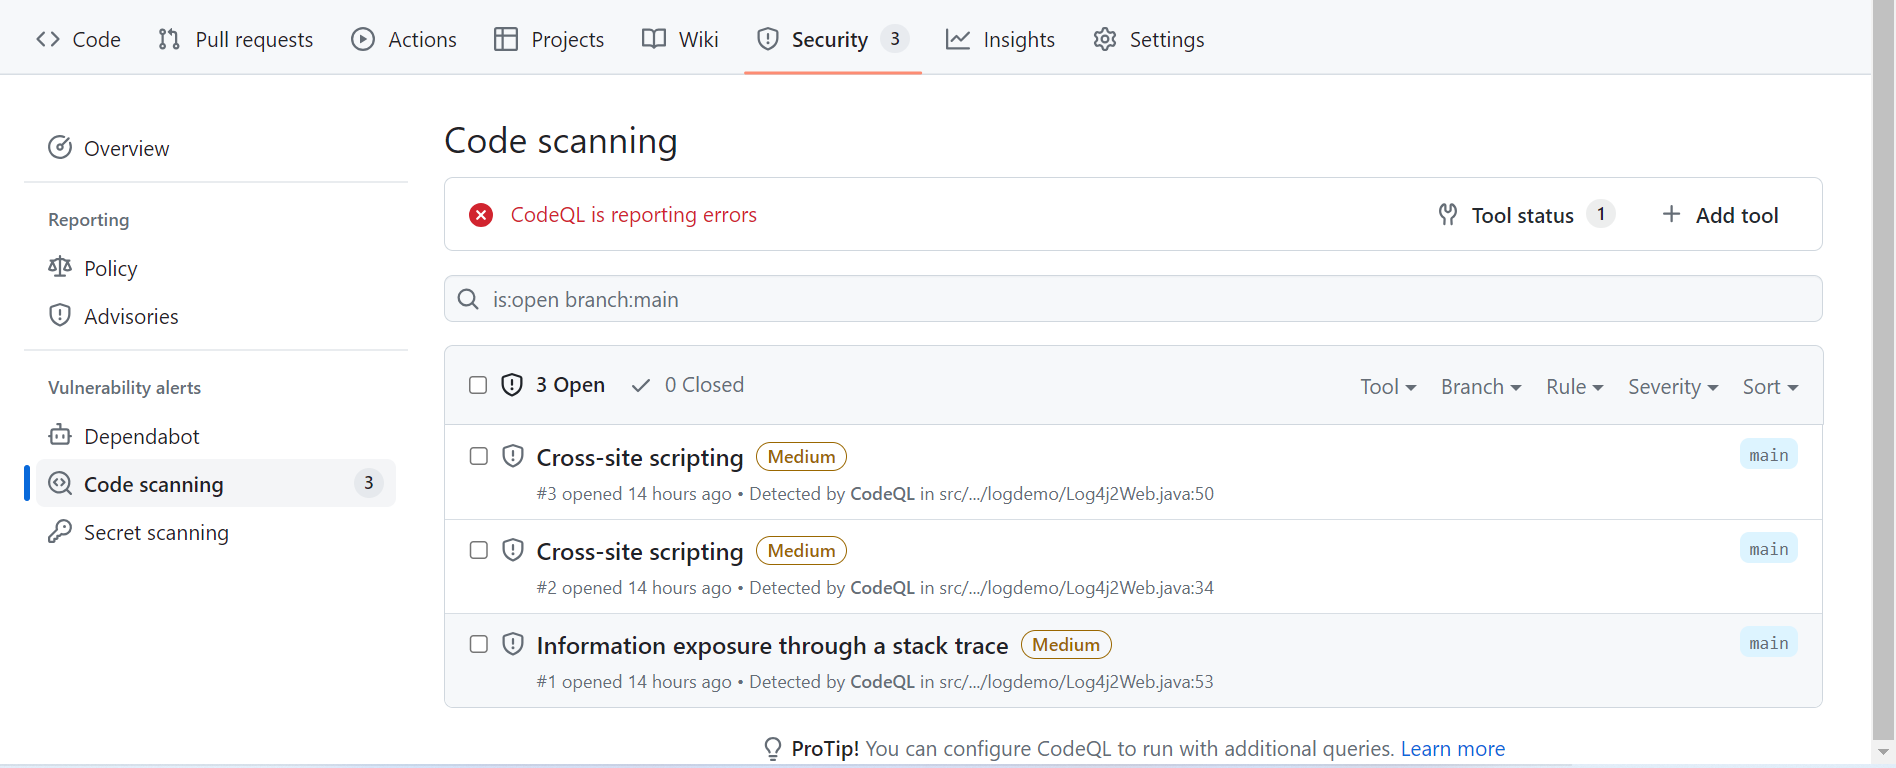 Code Pull requests Actions Projects Wiki Security 3 Insights Settings
Overview
Reporting
Policy
Advisories
Vulnerability alerts
Dependabot
Code scanning 3
Secret scanning
Code scanning
CodeQL is reporting errors Tool status 1 Add tool
is:open branch:main
3 Open 0 Closed Tool Branch Rule Severity Sort
Cross-site scripting Medium main
#3 opened 14 hours ago • Detected by CodeQL in src/.../logdemo/Log4j2Web.java:50
Cross-site scripting Medium main
#2 opened 14 hours ago • Detected by CodeQL in src/.../logdemo/Log4j2Web.java:34
Information exposure through a stack trace Medium main
#1 opened 14 hours ago • Detected by CodeQL in src/.../logdemo/Log4j2Web.java:53
ProTip! You can configure CodeQL to run with additional queries. Learn more